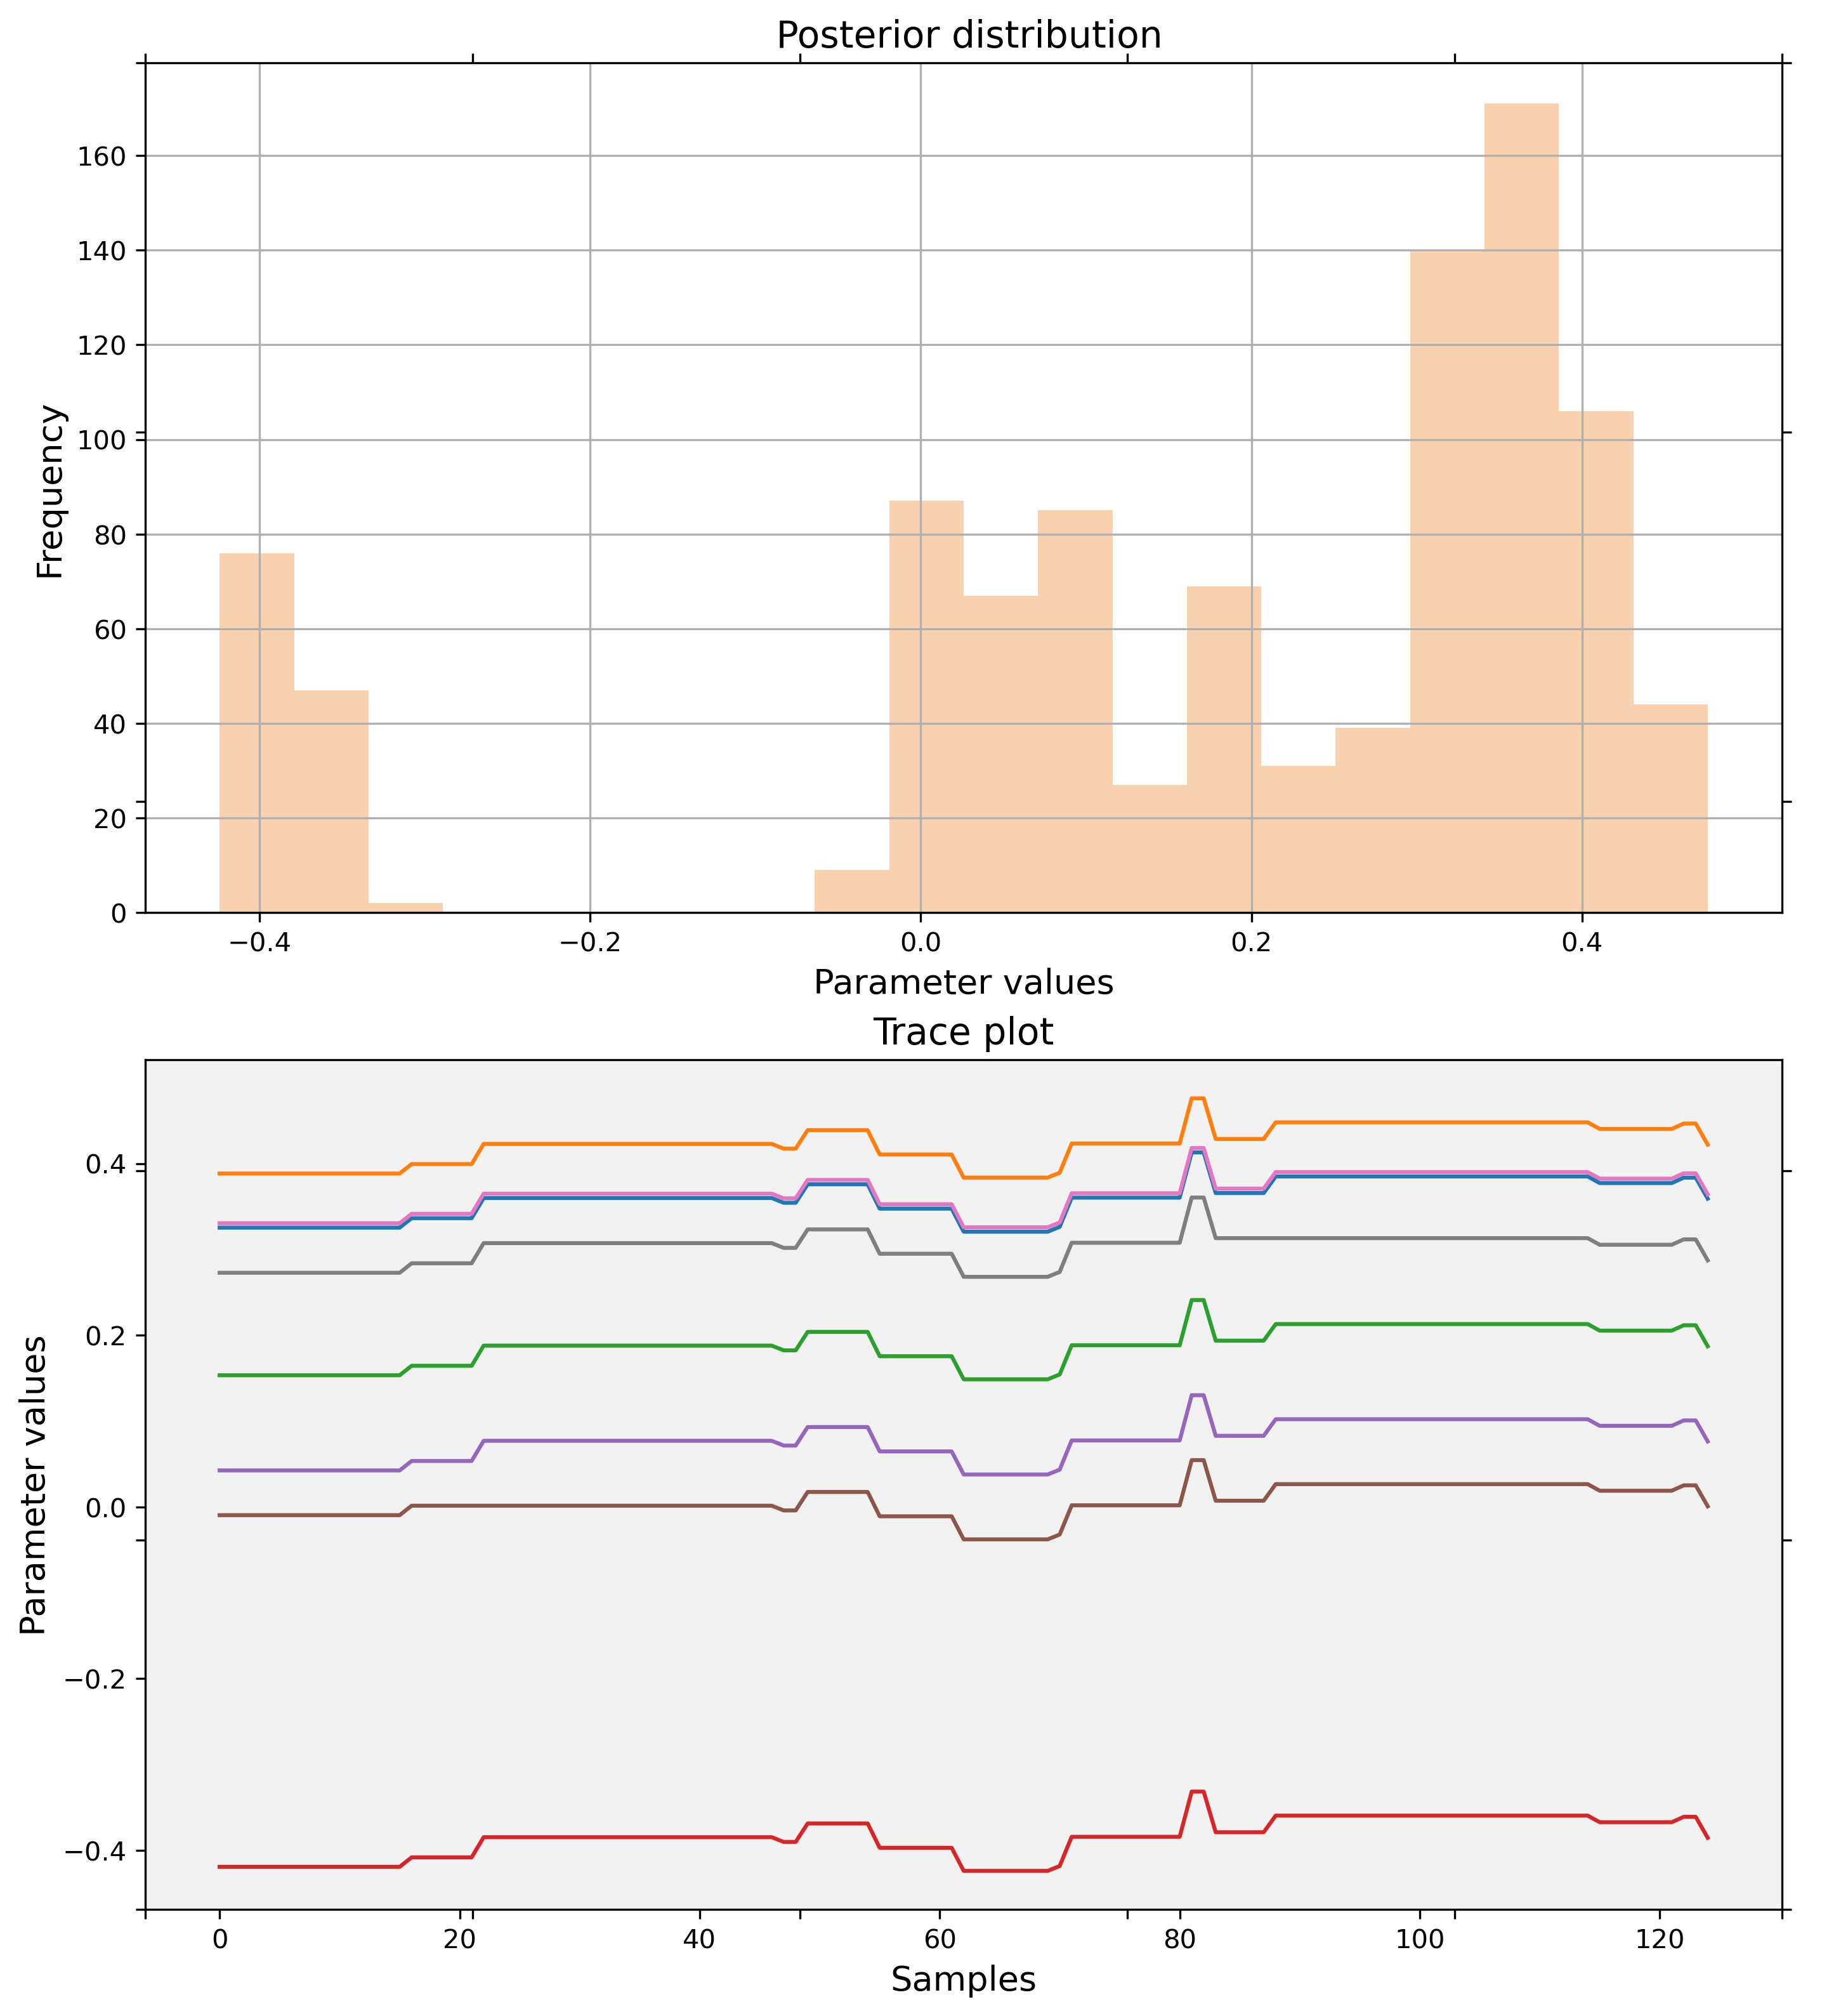 Posterior distribution
160
140
120
100
80
60
40
20
0
Frequency
−0.4 −0.2 0.0 0.2 0.4
Parameter values
Trace plot
0.4
0.2
0.0
−0.2
−0.4
Parameter values
0 20 40 60 80 100 120
Samples